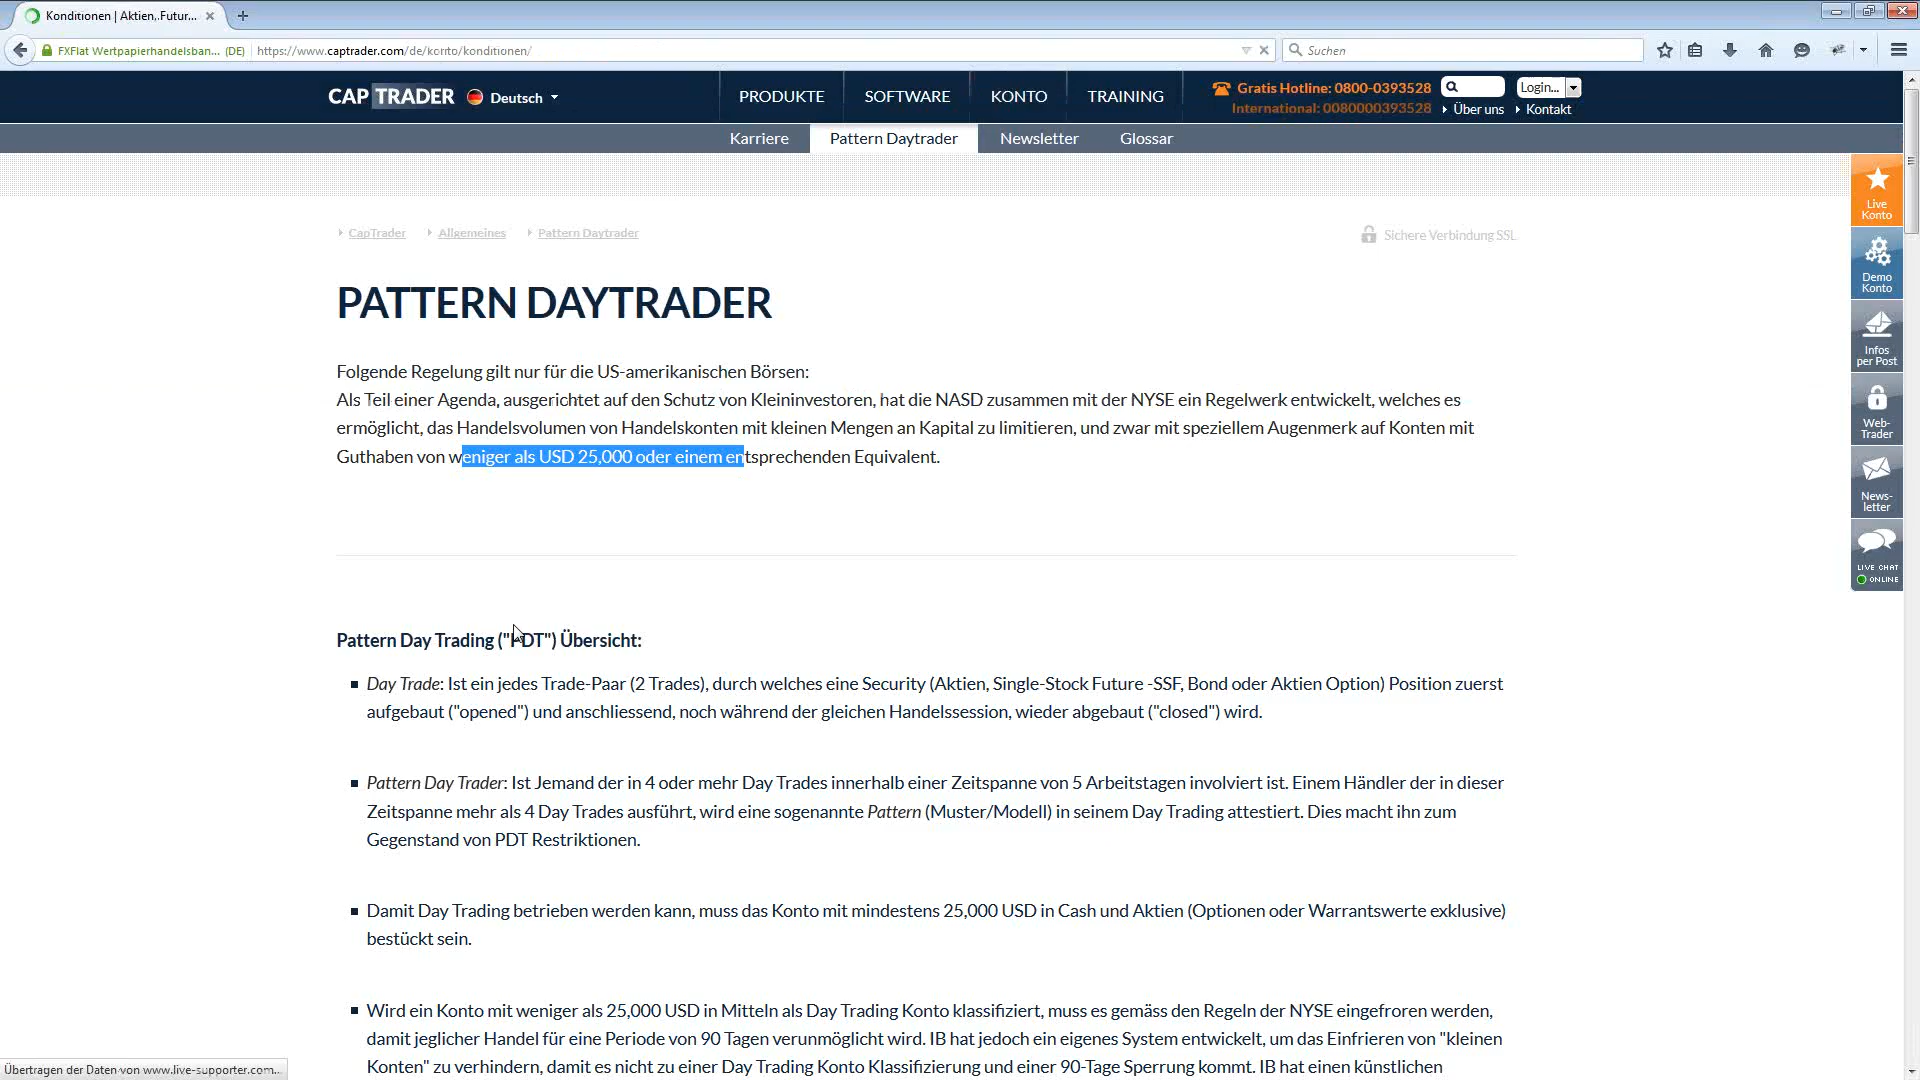 Konditionen | Aktien, Futur...
FXFlat Wertpapierhandelsban... (DE)
https://www.captrader.com/de/konto/konditionen/
Suchen
CAP TRADER
Deutsch
PRODUKTE
SOFTWARE
KONTO
TRAINING
Gratis Hotline: 0800-0393528
International: 0080000393528
Login...
Über uns
Kontakt
Karriere
Pattern Daytrader
Newsletter
Glossar
CapTrader
Allgemeines
Pattern Daytrader
Sichere Verbindung SSL
PATTERN DAYTRADER
Folgende Regelung gilt nur für die US-amerikanischen Börsen:
Als Teil einer Agenda, ausgerichtet auf den Schutz von Kleininvestoren, hat die NASD zusammen mit der NYSE ein Regelwerk entwickelt, welches es
ermöglicht, das Handelsvolumen von Handelskonten mit kleinen Mengen an Kapital zu limitieren, und zwar mit speziellem Augenmerk auf Konten mit
Guthaben von weniger als USD 25,000 oder einem entsprechenden Equivalent.
Pattern Day Trading ("PDT") Übersicht:
Day Trade: Ist ein jedes Trade-Paar (2 Trades), durch welches eine Security (Aktien, Single-Stock Future -SSF, Bond oder Aktien Option) Position zuerst
aufgebaut ("opened") und anschliessend, noch während der gleichen Handelssession, wieder abgebaut ("closed") wird.
Pattern Day Trader: Ist Jemand der in 4 oder mehr Day Trades innerhalb einer Zeitspanne von 5 Arbeitstagen involviert ist. Einem Händler der in dieser
Zeitspanne mehr als 4 Day Trades ausführt, wird eine sogenannte Pattern (Muster/Modell) in seinem Day Trading attestiert. Dies macht ihn zum
Gegenstand von PDT Restriktionen.
Damit Day Trading betrieben werden kann, muss das Konto mit mindestens 25,000 USD in Cash und Aktien (Optionen oder Warrantswerte exklusive)
bestückt sein.
Wird ein Konto mit weniger als 25,000 USD in Mitteln als Day Trading Konto klassifiziert, muss es gemäss den Regeln der NYSE eingefroren werden,
damit jeglicher Handel für eine Periode von 90 Tagen verunmöglicht wird. IB hat jedoch ein eigenes System entwickelt, um das Einfrieren von "kleinen
Konten" zu verhindern, damit es nicht zu einer Day Trading Konto Klassifizierung und einer 90-Tage Sperrung kommt. IB hat einen künstlichen
Live
Konto
Demo
Konto
Infos
per Post
Web-
Trader
News-
letter
LIVE CHAT
ONLINE
Übertragen der Daten von www.live-supporter.com...